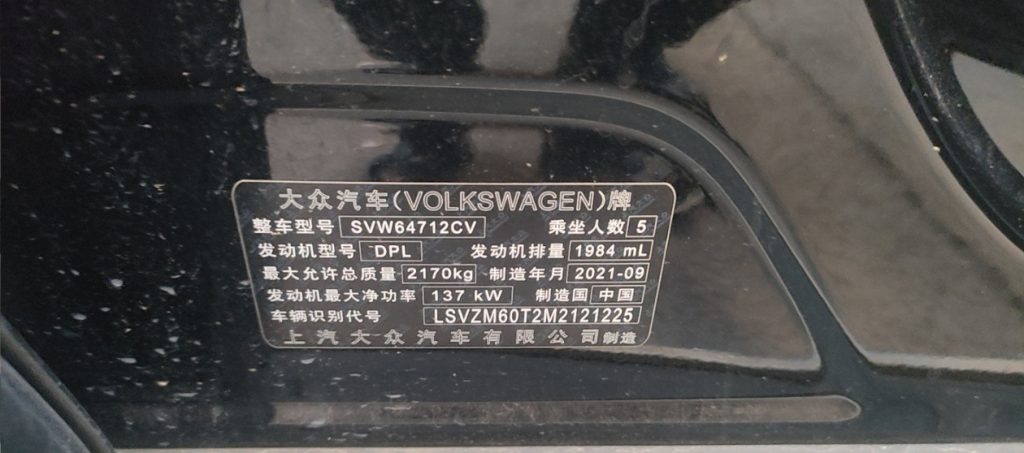 大众汽车(VOLKSWAGEN)牌
整车型号 SVW64712CV 乘坐人数 5
发动机型号 DPL 发动机排量 1984 mL
最大允许总质量 2170kg 制造年月 2021-09
发动机最大净功率 137 kW 制造国 中国
车辆识别代号 LSVZM60T2M2121225
上汽大众汽车有限公司制造